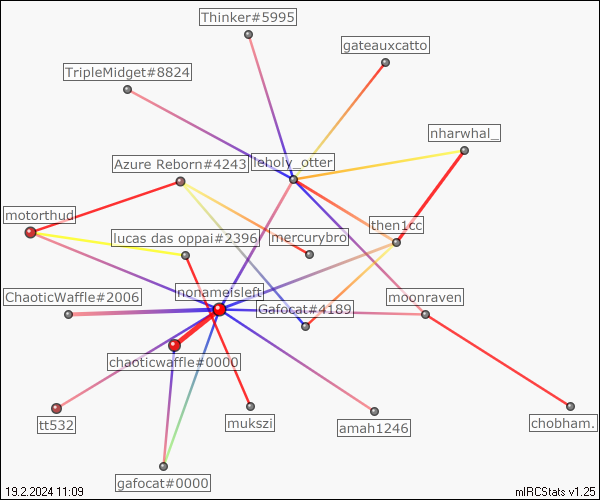 Thinker#5995
gateauxcatto
TripleMidget#8824
nharwhal_
Azure Reborn#4243
leholy_otter
motorthud
then1cc
lucas das oppai#2396
mercurybro
ChaoticWaffle#2006
nonameisleft
Gafocat#4189
moonraven
chaoticwaffle#0000
tt532
mukszi
amah1246
chobham.
gafocat#0000
19.2.2024 11:09
mIRCStats v1.25